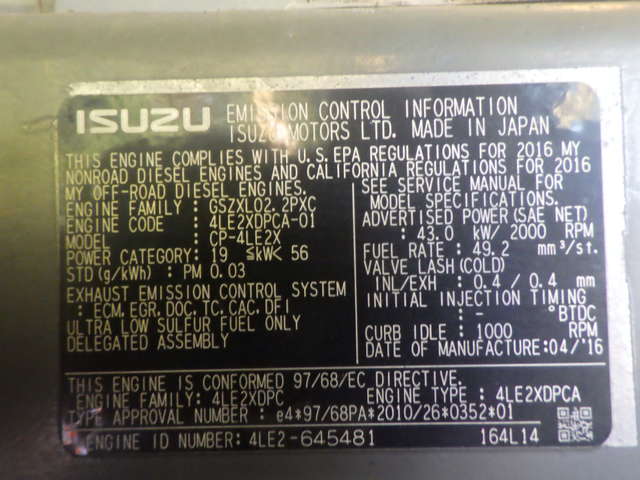 ISUZU EMISSION CONTROL INFORMATION
ISUZU MOTORS LTD. MADE IN JAPAN
THIS ENGINE COMPLIES WITH U.S.EPA REGULATIONS FOR 2016 MY
NONROAD DIESEL ENGINES AND CALIFORNIA REGULATIONS FOR 2016
MY OFF-ROAD DIESEL ENGINES.
ENGINE FAMILY : GSZXL02.2PXC
ENGINE CODE : 4LE2XDPCA-01
MODEL : CP-4LE2X
POWER CATEGORY: 19 ≦kW< 56
STD (g/kWh) : PM 0.03
EXHAUST EMISSION CONTROL SYSTEM
: ECM, EGR, DOC, TC, CAC, DFI
ULTRA LOW SULFUR FUEL ONLY
DELEGATED ASSEMBLY
SEE SERVICE MANUAL FOR
MODEL SPECIFICATIONS.
ADVERTISED POWER(SAE NET)
: 43.0 kW/ 2000 RPM
FUEL RATE : 49.2 mm³/st.
VALVE LASH(COLD)
INL/EXH : 0.4 / 0.4 mm
INITIAL INJECTION TIMING
: - °BTDC
CURB IDLE : 1000 RPM
DATE OF MANUFACTURE:04/'16
THIS ENGINE IS CONFORMED 97/68/EC DIRECTIVE.
ENGINE FAMILY : 4LE2XDPC ENGINE TYPE : 4LE2XDPCA
TYPE APPROVAL NUMBER : e4*97/68PA*2010/26*0352*01
ENGINE ID NUMBER: 4LE2-645481 164L14